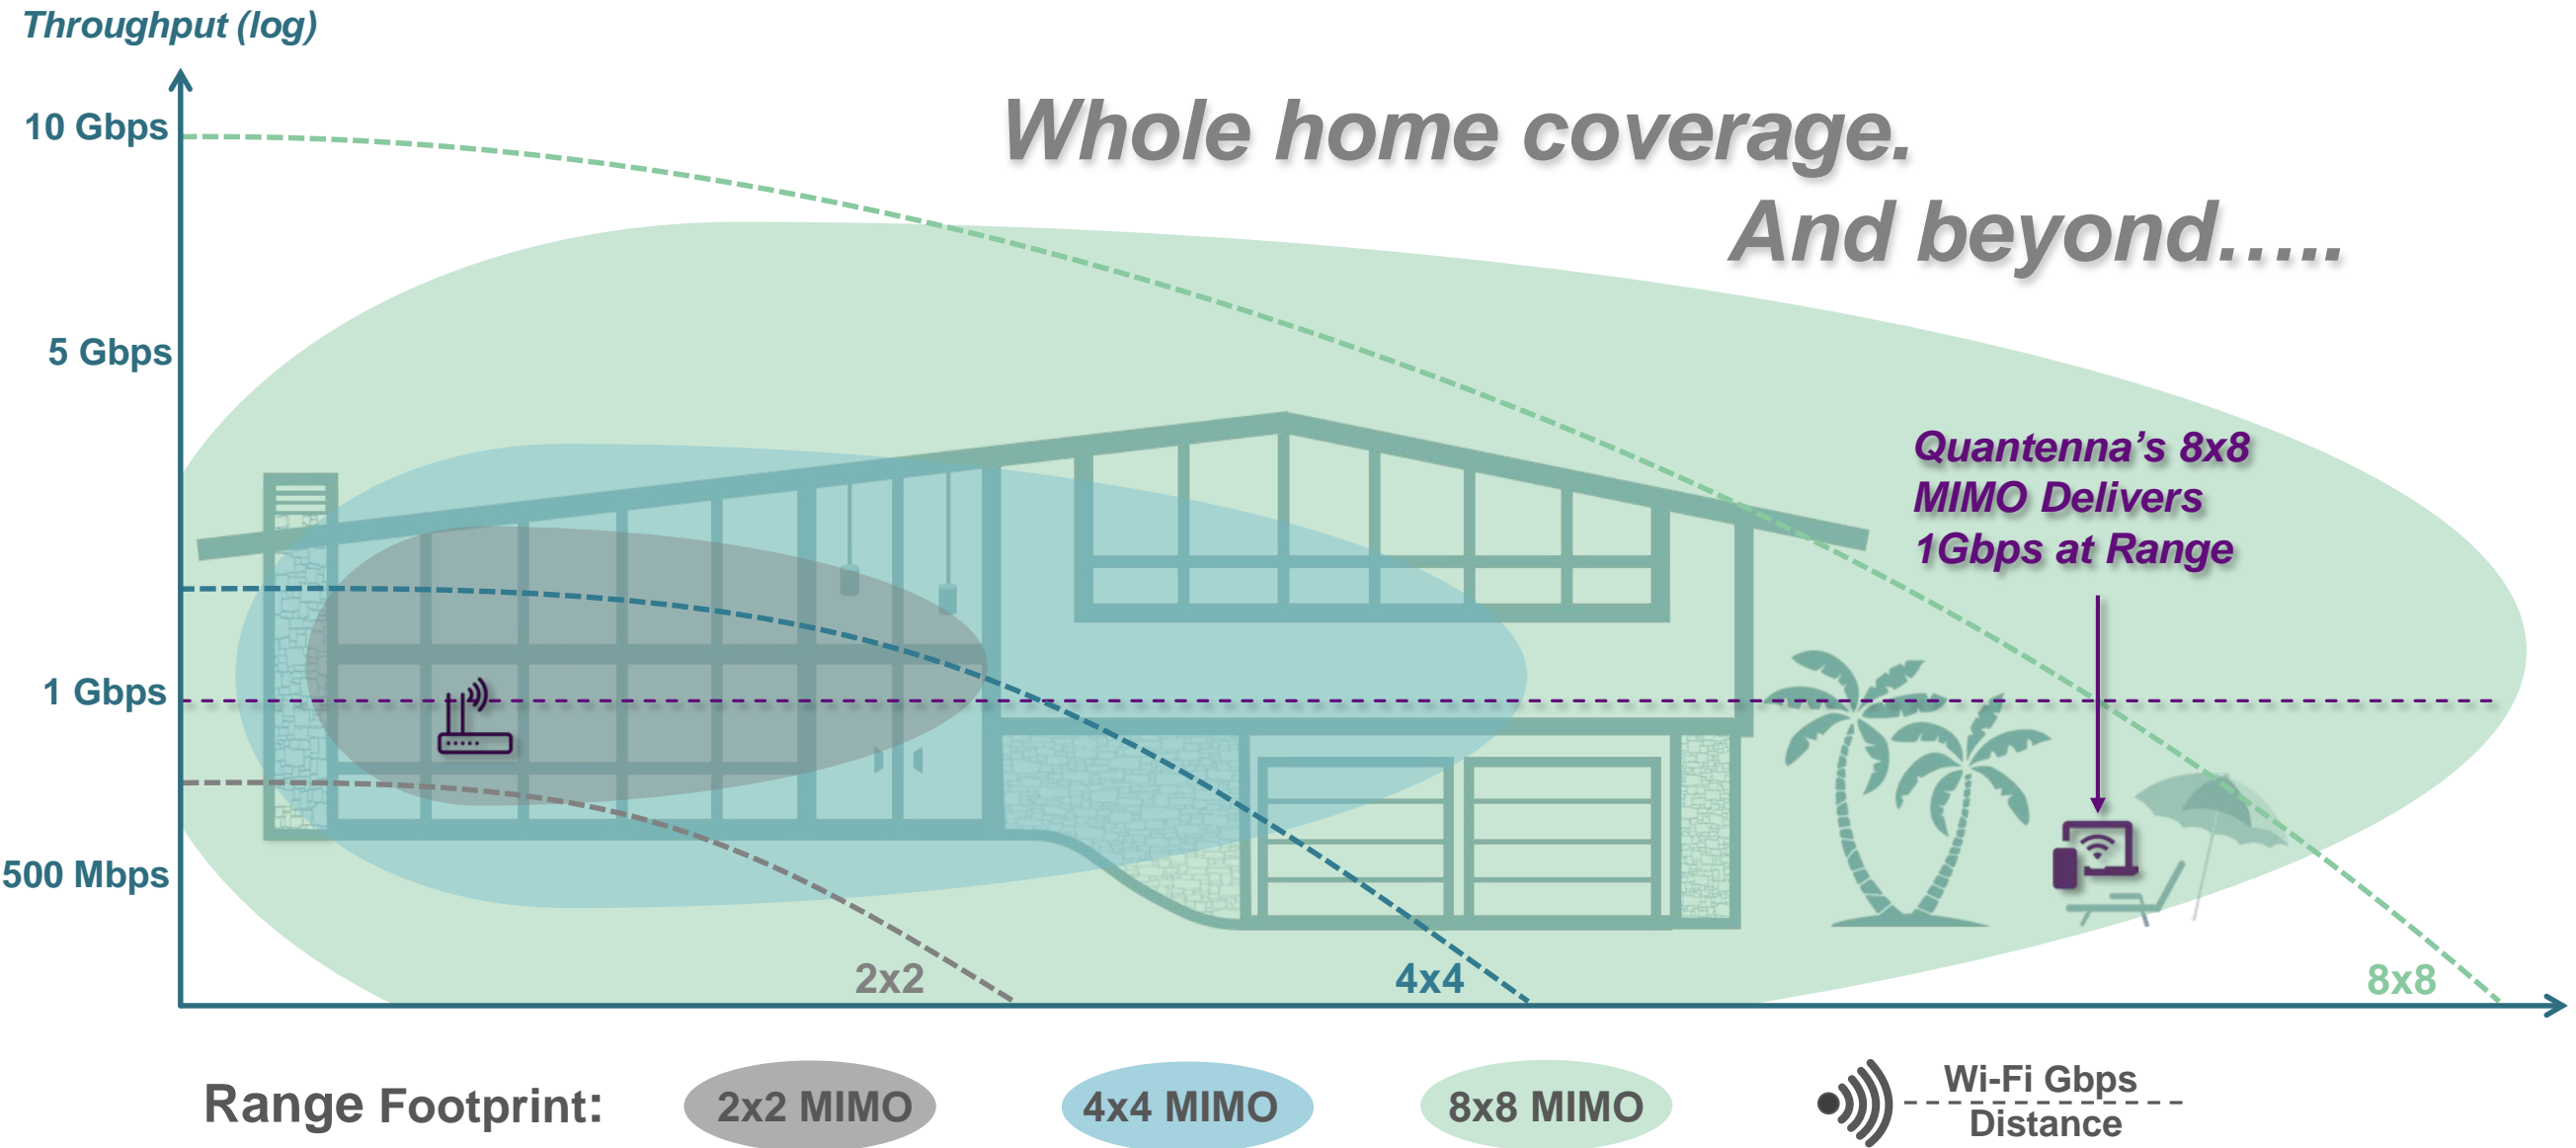 Throughput (log)
10 Gbps
Whole home coverage.
And beyond.....
5 Gbps
Quantenna’s 8x8
MIMO Delivers
1Gbps at Range
1 Gbps
500 Mbps
2x2
4x4
8x8
Range Footprint:
2x2 MIMO
4x4 MIMO
8x8 MIMO
Wi-Fi Gbps
Distance